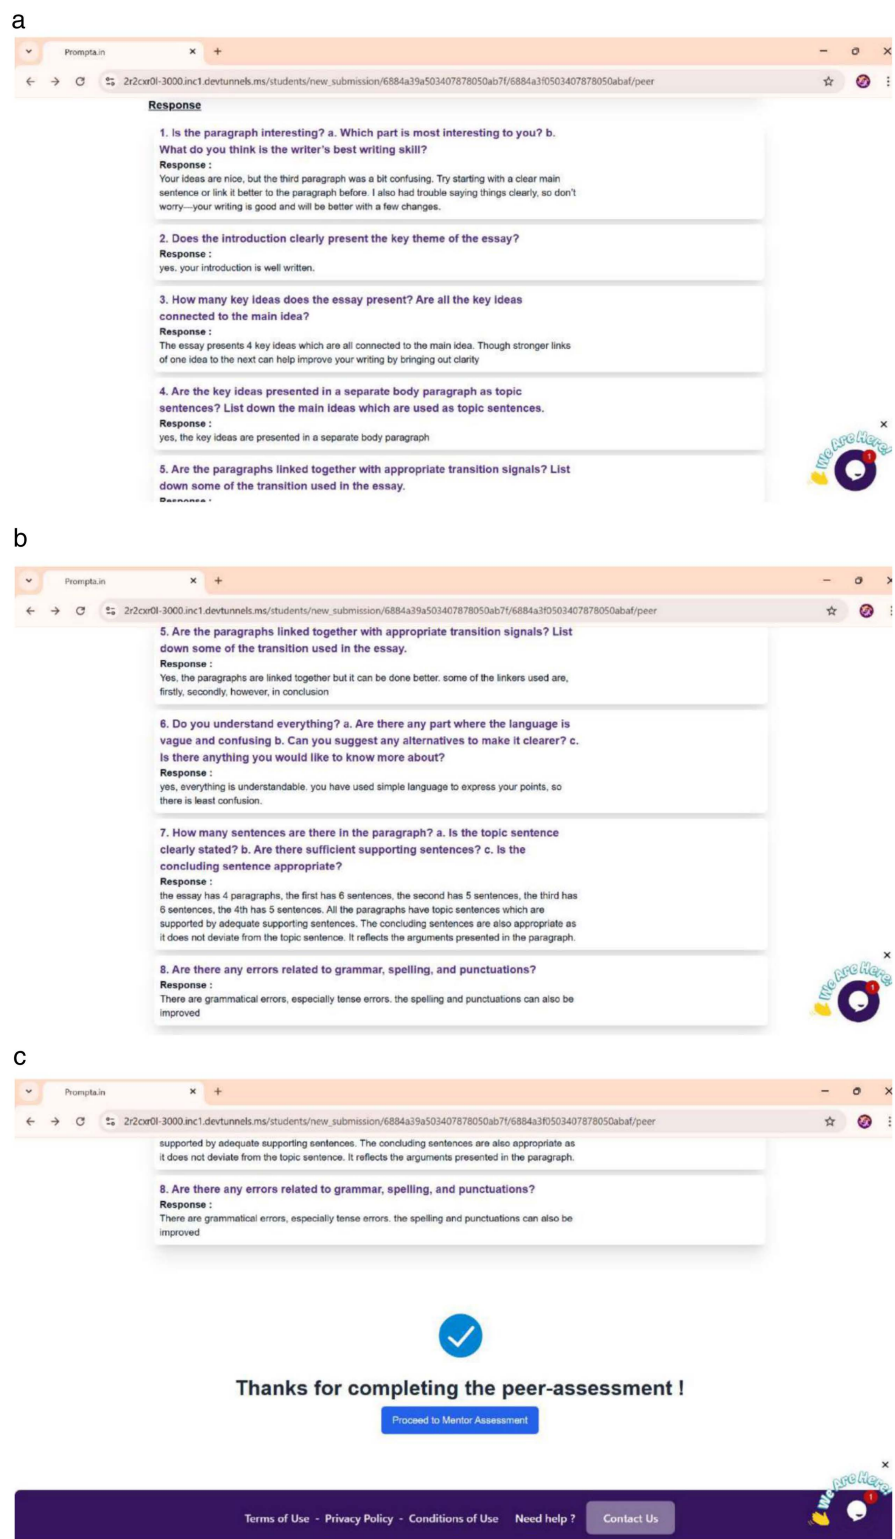 a
Prompta.in
2r2cxr0l-3000.inc1.devtunnels.ms/students/new_submission/6884a39a503407878050ab7f/6884a3f0503407878050abaf/peer
Response
1. Is the paragraph interesting? a. Which part is most interesting to you? b.
What do you think is the writer's best writing skill?
Response :
Your ideas are nice, but the third paragraph was a bit confusing. Try starting with a clear main
sentence or link it better to the paragraph before. I also had trouble saying things clearly, so don't
worry—your writing is good and will be better with a few changes.
2. Does the introduction clearly present the key theme of the essay?
Response :
yes. your introduction is well written.
3. How many key ideas does the essay present? Are all the key ideas
connected to the main idea?
Response :
The essay presents 4 key ideas which are all connected to the main idea. Though stronger links
of one idea to the next can help improve your writing by bringing out clarity
4. Are the key ideas presented in a separate body paragraph as topic
sentences? List down the main ideas which are used as topic sentences.
Response :
yes, the key ideas are presented in a separate body paragraph
5. Are the paragraphs linked together with appropriate transition signals? List
down some of the transition used in the essay.
Response :
We Are Here!
1
b
Prompta.in
2r2cxr0l-3000.inc1.devtunnels.ms/students/new_submission/6884a39a503407878050ab7f/6884a3f0503407878050abaf/peer
5. Are the paragraphs linked together with appropriate transition signals? List
down some of the transition used in the essay.
Response :
Yes, the paragraphs are linked together but it can be done better. some of the linkers used are,
firstly, secondly, however, in conclusion
6. Do you understand everything? a. Are there any part where the language is
vague and confusing b. Can you suggest any alternatives to make it clearer? c.
Is there anything you would like to know more about?
Response :
yes, everything is understandable. you have used simple language to express your points, so
there is least confusion.
7. How many sentences are there in the paragraph? a. Is the topic sentence
clearly stated? b. Are there sufficient supporting sentences? c. Is the
concluding sentence appropriate?
Response :
the essay has 4 paragraphs, the first has 6 sentences, the second has 5 sentences, the third has
6 sentences, the 4th has 5 sentences. All the paragraphs have topic sentences which are
supported by adequate supporting sentences. The concluding sentences are also appropriate as
it does not deviate from the topic sentence. It reflects the arguments presented in the paragraph.
8. Are there any errors related to grammar, spelling, and punctuations?
Response :
There are grammatical errors, especially tense errors. the spelling and punctuations can also be
improved
We Are Here!
1
c
Prompta.in
2r2cxr0l-3000.inc1.devtunnels.ms/students/new_submission/6884a39a503407878050ab7f/6884a3f0503407878050abaf/peer
supported by adequate supporting sentences. The concluding sentences are also appropriate as
it does not deviate from the topic sentence. It reflects the arguments presented in the paragraph.
8. Are there any errors related to grammar, spelling, and punctuations?
Response :
There are grammatical errors, especially tense errors. the spelling and punctuations can also be
improved
Thanks for completing the peer-assessment !
Proceed to Mentor Assessment
We Are Here!
1
Terms of Use - Privacy Policy - Conditions of Use Need help ? Contact Us